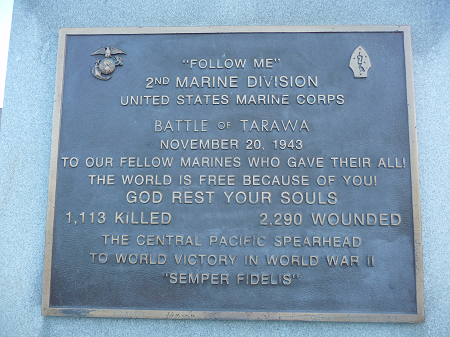 "FOLLOW ME"
2ND MARINE DIVISION
UNITED STATES MARINE CORPS
BATTLE OF TARAWA
NOVEMBER 20, 1943
TO OUR FELLOW MARINES WHO GAVE THEIR ALL!
THE WORLD IS FREE BECAUSE OF YOU!
GOD REST YOUR SOULS
1,113 KILLED 2,290 WOUNDED
THE CENTRAL PACIFIC SPEARHEAD
TO WORLD VICTORY IN WORLD WAR II
"SEMPER FIDELIS"